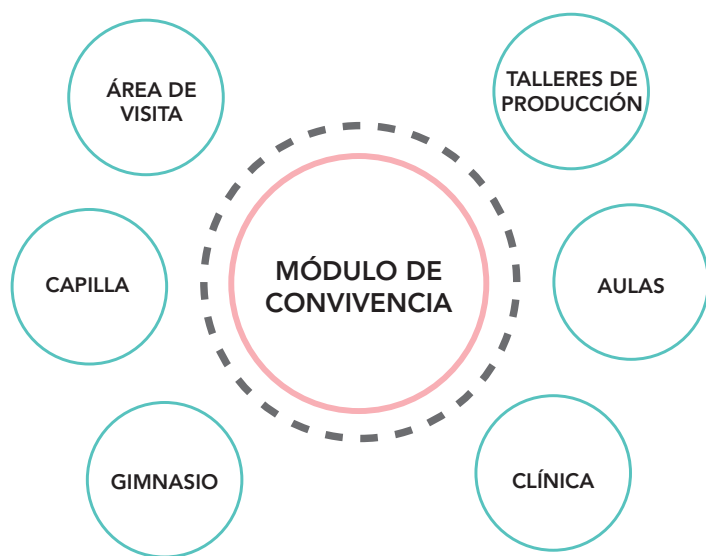 ÁREA DE
VISITA
TALLERES DE
PRODUCCIÓN
CAPILLA
MÓDULO DE
CONVIVENCIA
AULAS
GIMNASIO
CLÍNICA